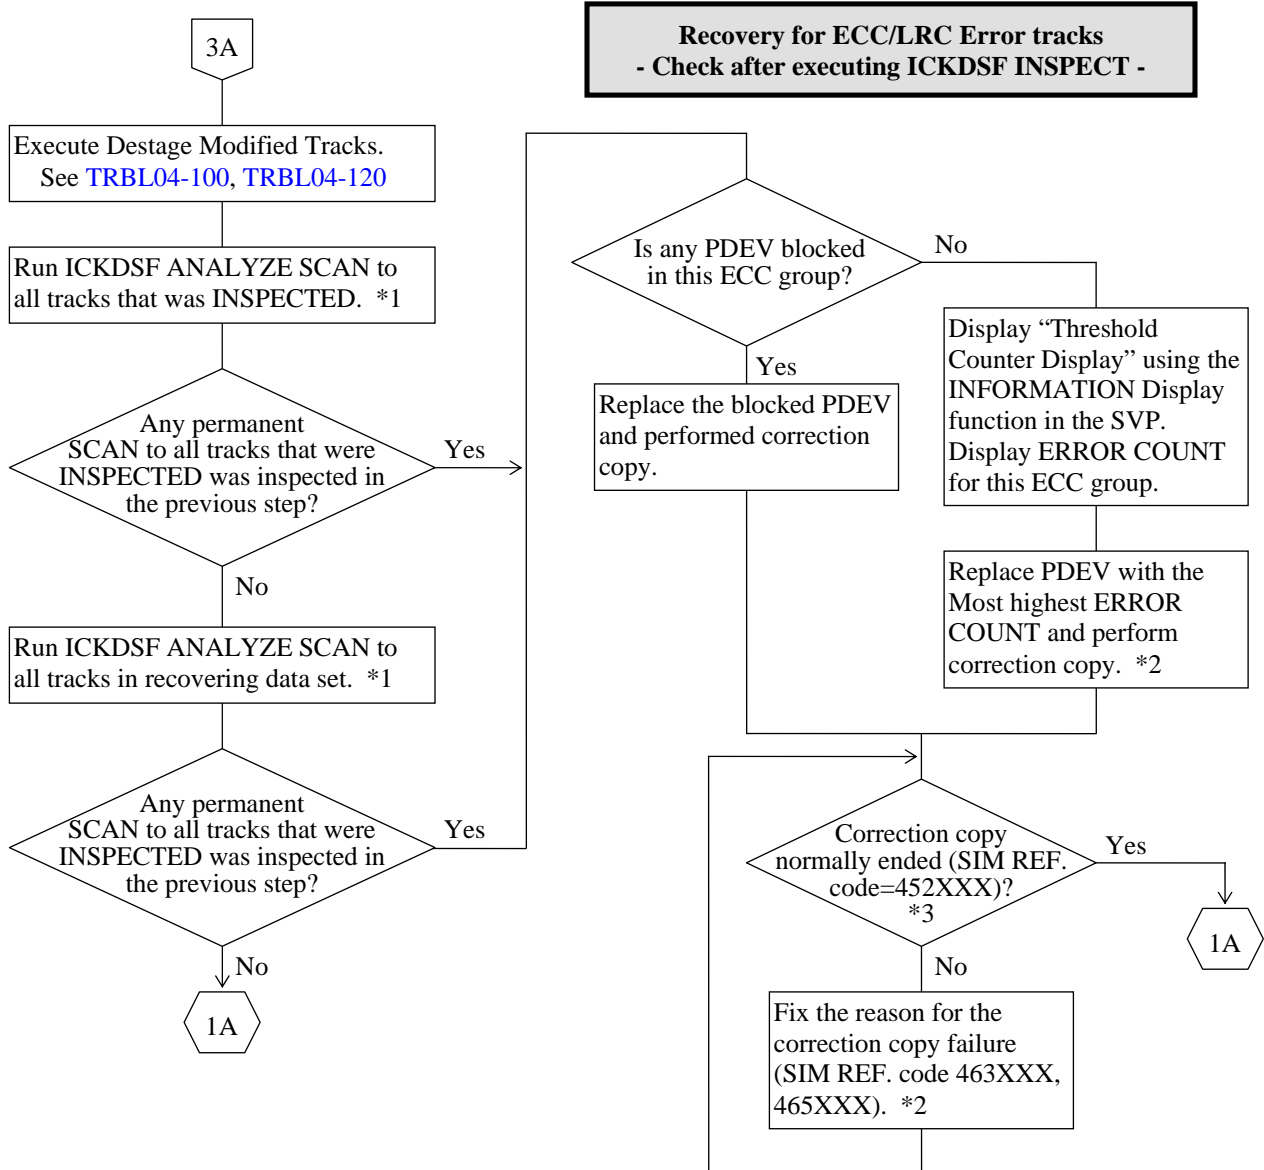 Recovery for ECC/LRC Error tracks
- Check after executing ICKDSF INSPECT -
3A
Execute Destage Modified Tracks.
See TRBL04-100, TRBL04-120
Run ICKDSF ANALYZE SCAN to
all tracks that was INSPECTED. *1
Any permanent
SCAN to all tracks that were
INSPECTED was inspected in
the previous step?
Yes
No
Run ICKDSF ANALYZE SCAN to
all tracks in recovering data set. *1
Any permanent
SCAN to all tracks that were
INSPECTED was inspected in
the previous step?
Yes
No
1A
Is any PDEV blocked
in this ECC group?
No
Yes
Replace the blocked PDEV
and performed correction
copy.
Display “Threshold
Counter Display” using the
INFORMATION Display
function in the SVP.
Display ERROR COUNT
for this ECC group.
Replace PDEV with the
Most highest ERROR
COUNT and perform
correction copy. *2
Correction copy
normally ended (SIM REF.
code=452XXX)?
*3
Yes
1A
No
Fix the reason for the
correction copy failure
(SIM REF. code 463XXX,
465XXX). *2